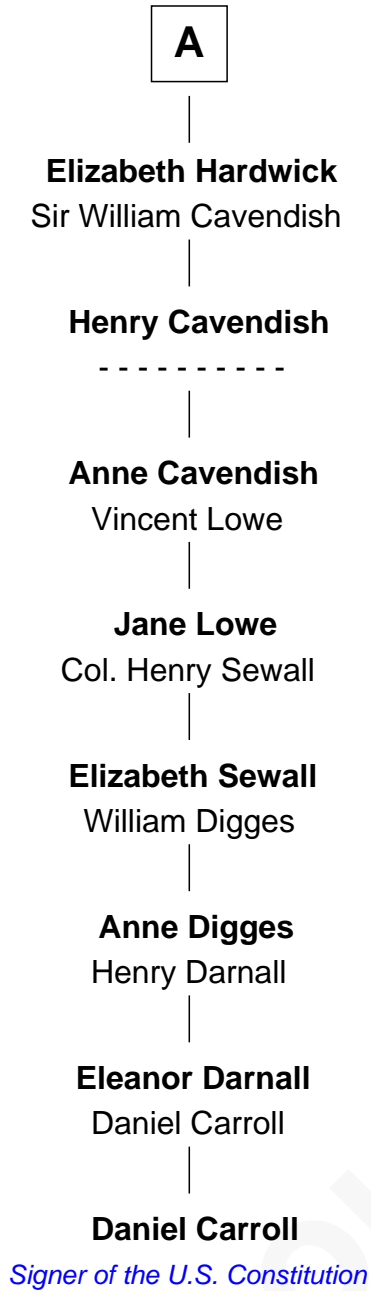 A
Elizabeth Hardwick
Sir William Cavendish
Henry Cavendish
- - - - - - - - - -
Anne Cavendish
Vincent Lowe
Jane Lowe
Col. Henry Sewall
Elizabeth Sewall
William Digges
Anne Digges
Henry Darnall
Eleanor Darnall
Daniel Carroll
Daniel Carroll
Signer of the U.S. Constitution